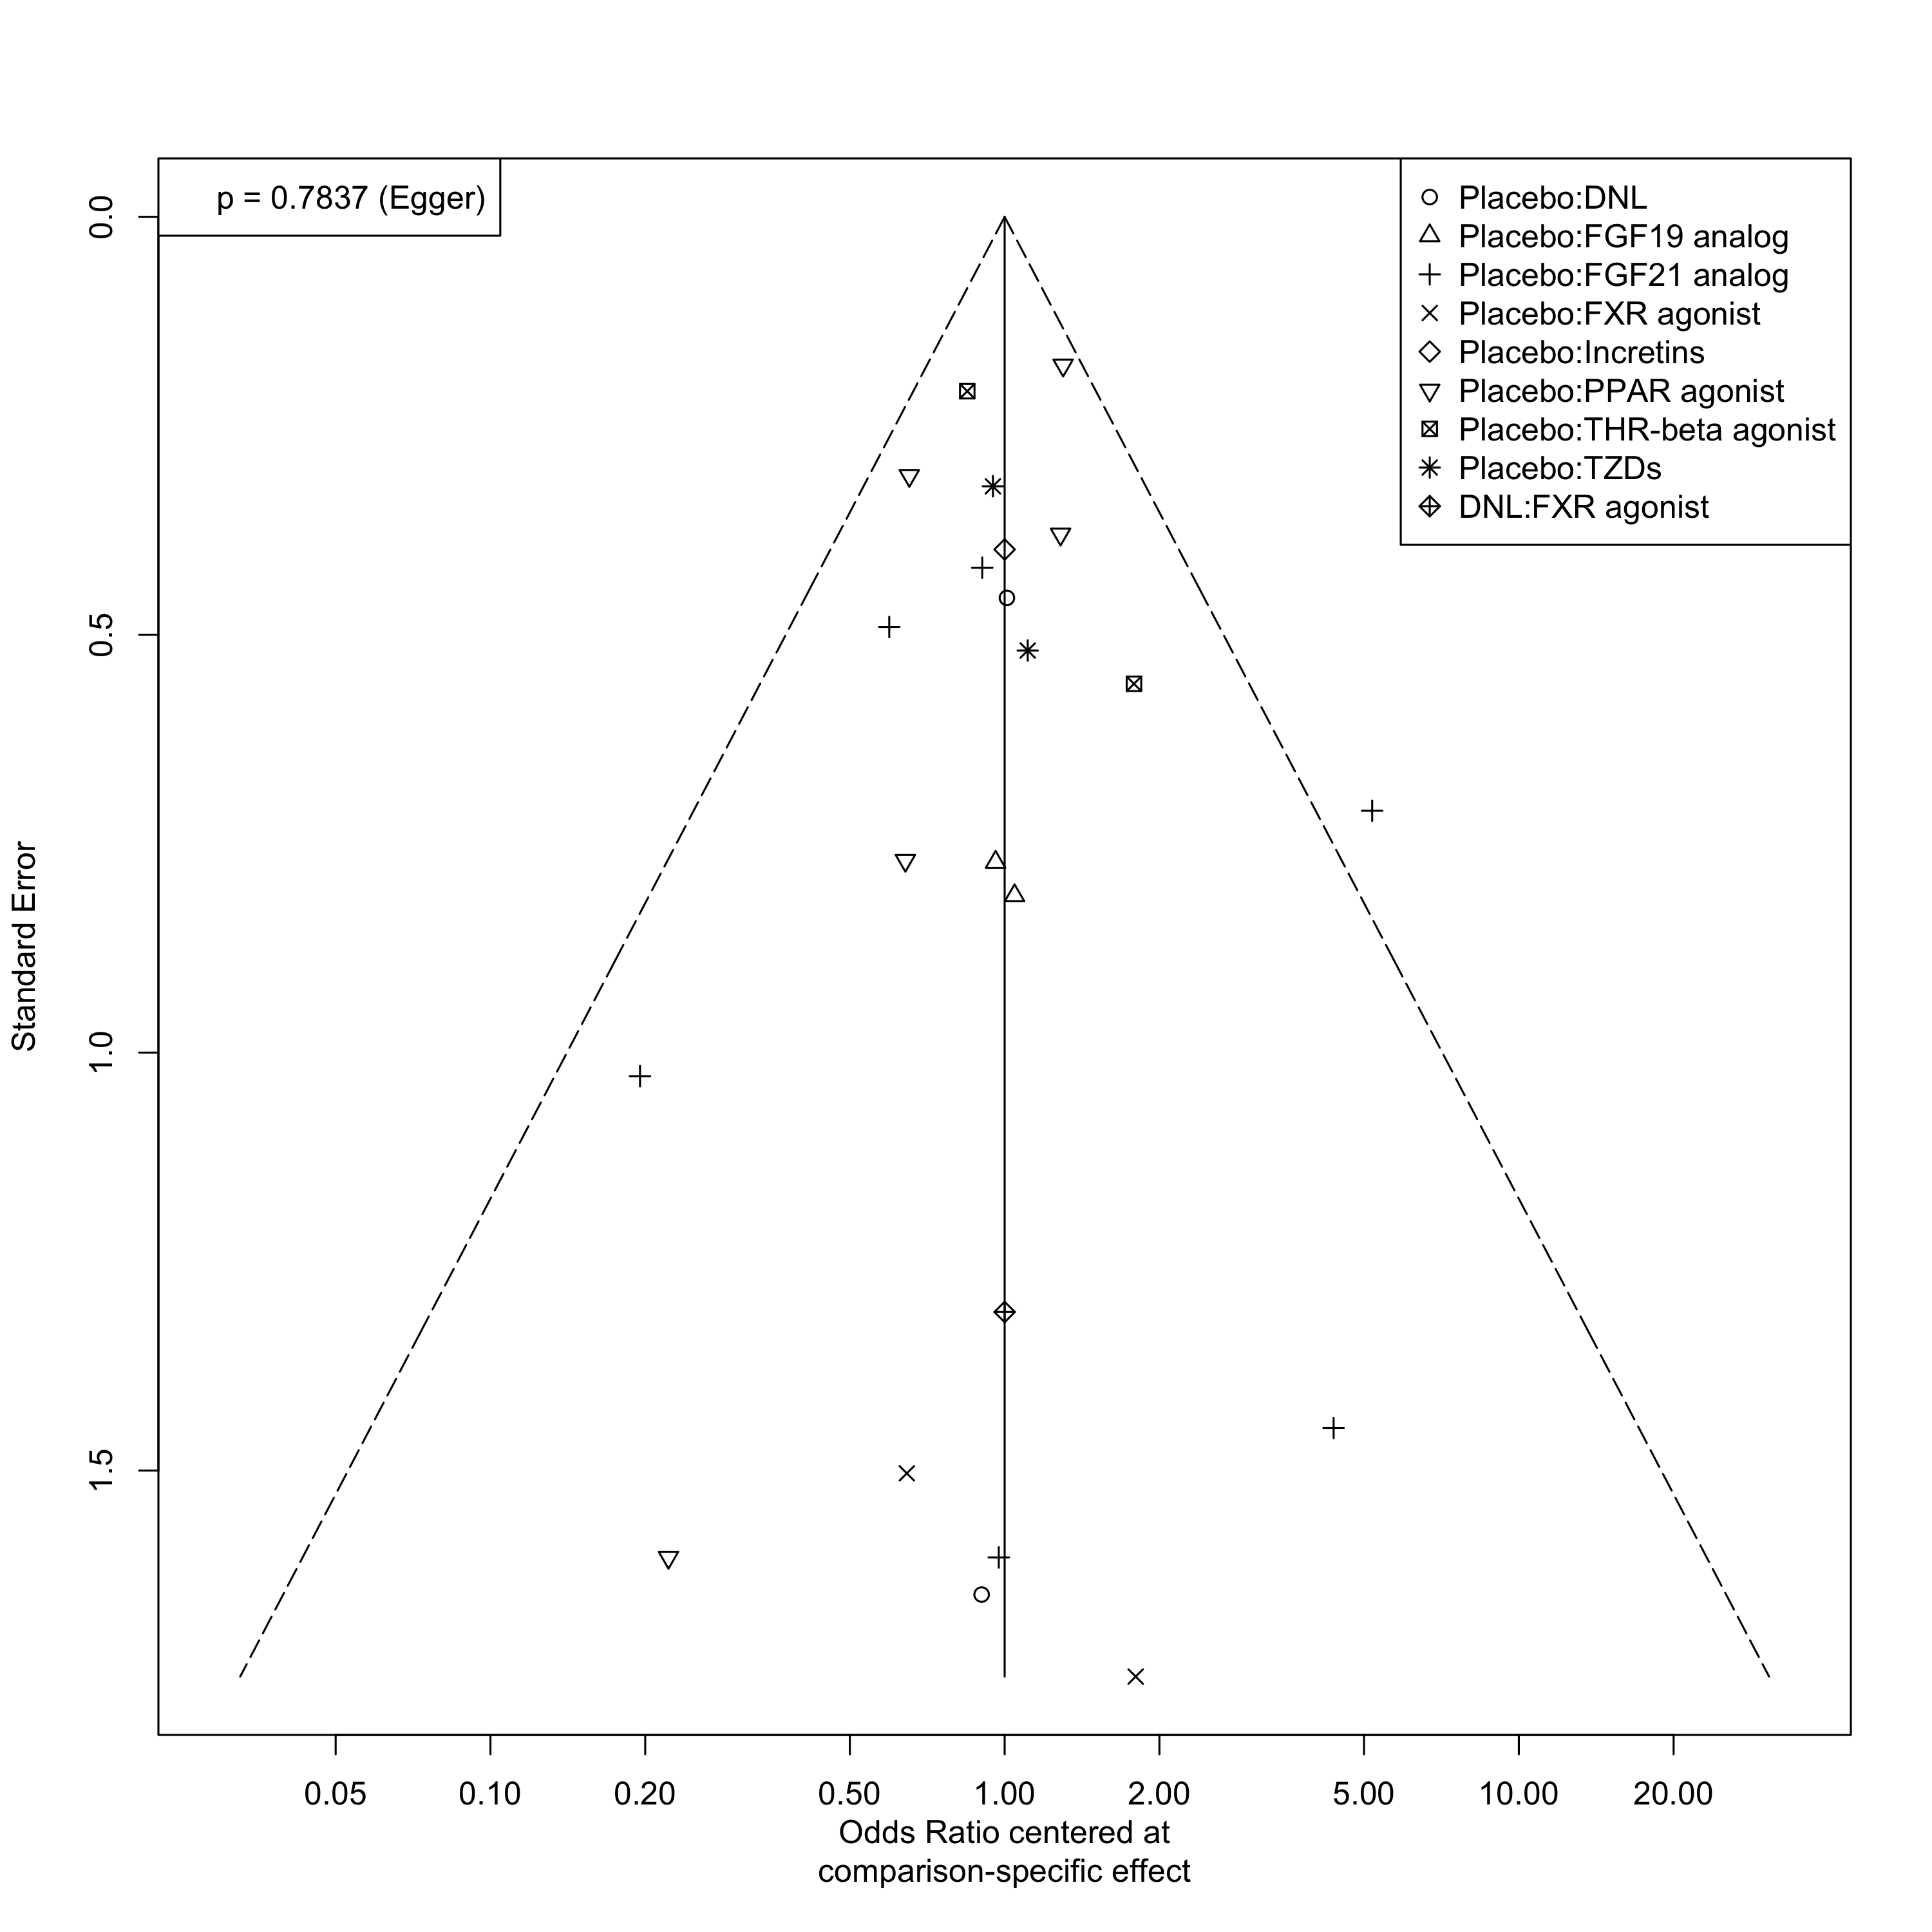 p = 0.7837 (Egger)
Placebo:DNL
Placebo:FGF19 analog
Placebo:FGF21 analog
Placebo:FXR agonist
Placebo:Incretins
Placebo:PPAR agonist
Placebo:THR-beta agonist
Placebo:TZDs
DNL:FXR agonist
Standard Error
0.0
0.5
1.0
1.5
0.05 0.10 0.20 0.50 1.00 2.00 5.00 10.00 20.00
Odds Ratio centered at
comparison-specific effect